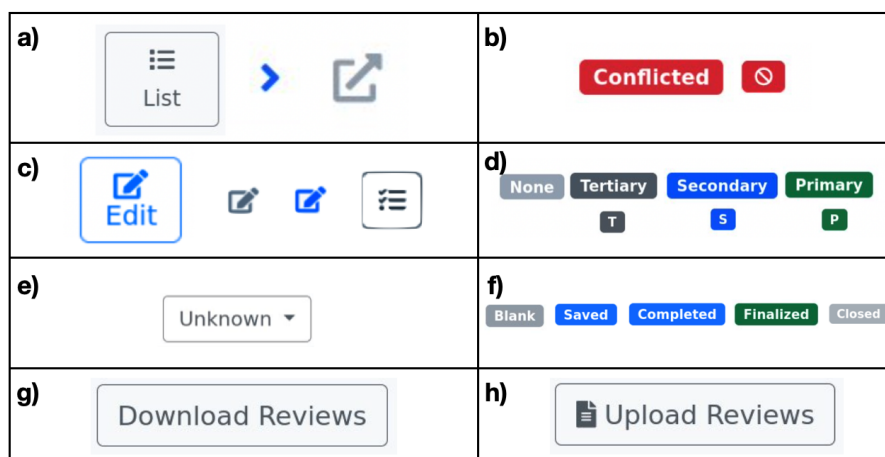 a)
List
b)
Conflicted
c)
Edit
d)
None Tertiary Secondary Primary
T S P
e)
Unknown
f)
Blank Saved Completed Finalized Closed
g)
Download Reviews
h)
Upload Reviews